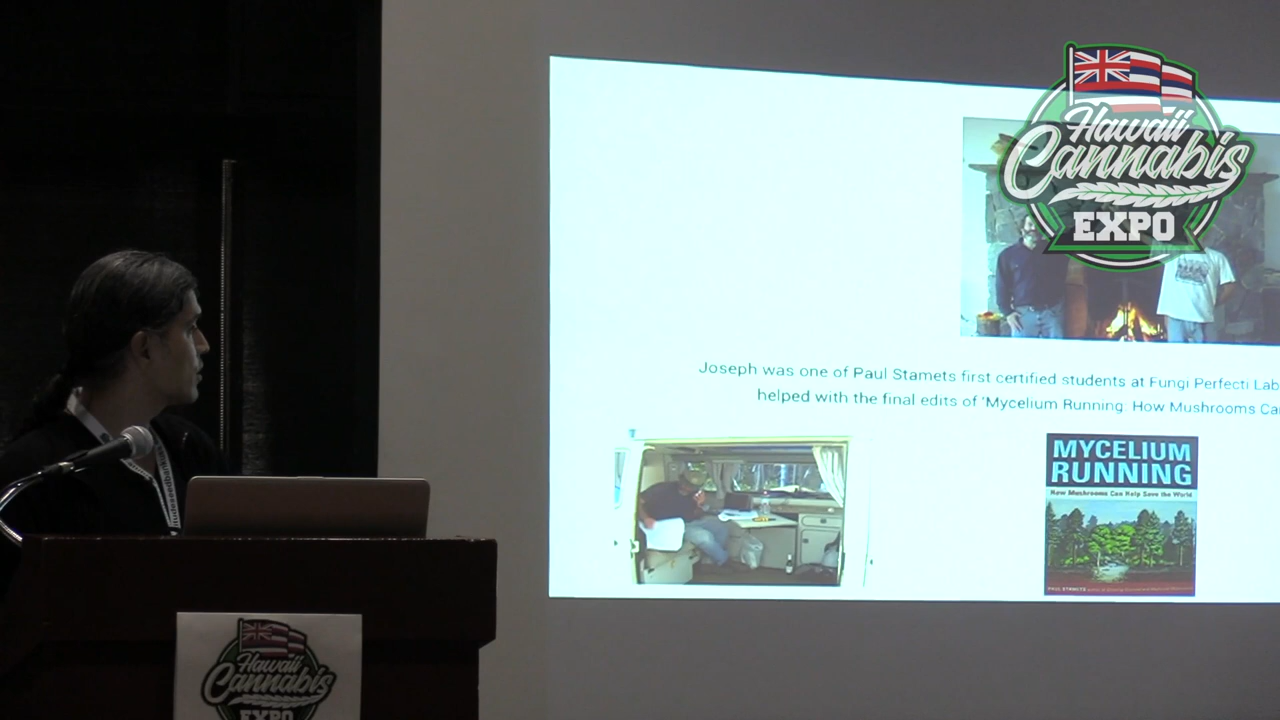 Hawaii
Cannabis
EXPO
Joseph was one of Paul Stamets first certified students at Fungi Perfecti Lab
helped with the final edits of 'Mycelium Running: How Mushrooms Ca
MYCELIUM
RUNNING
How Mushrooms Can Help Save the World
PAUL STAMETS
Hawaii
Cannabis
EXPO